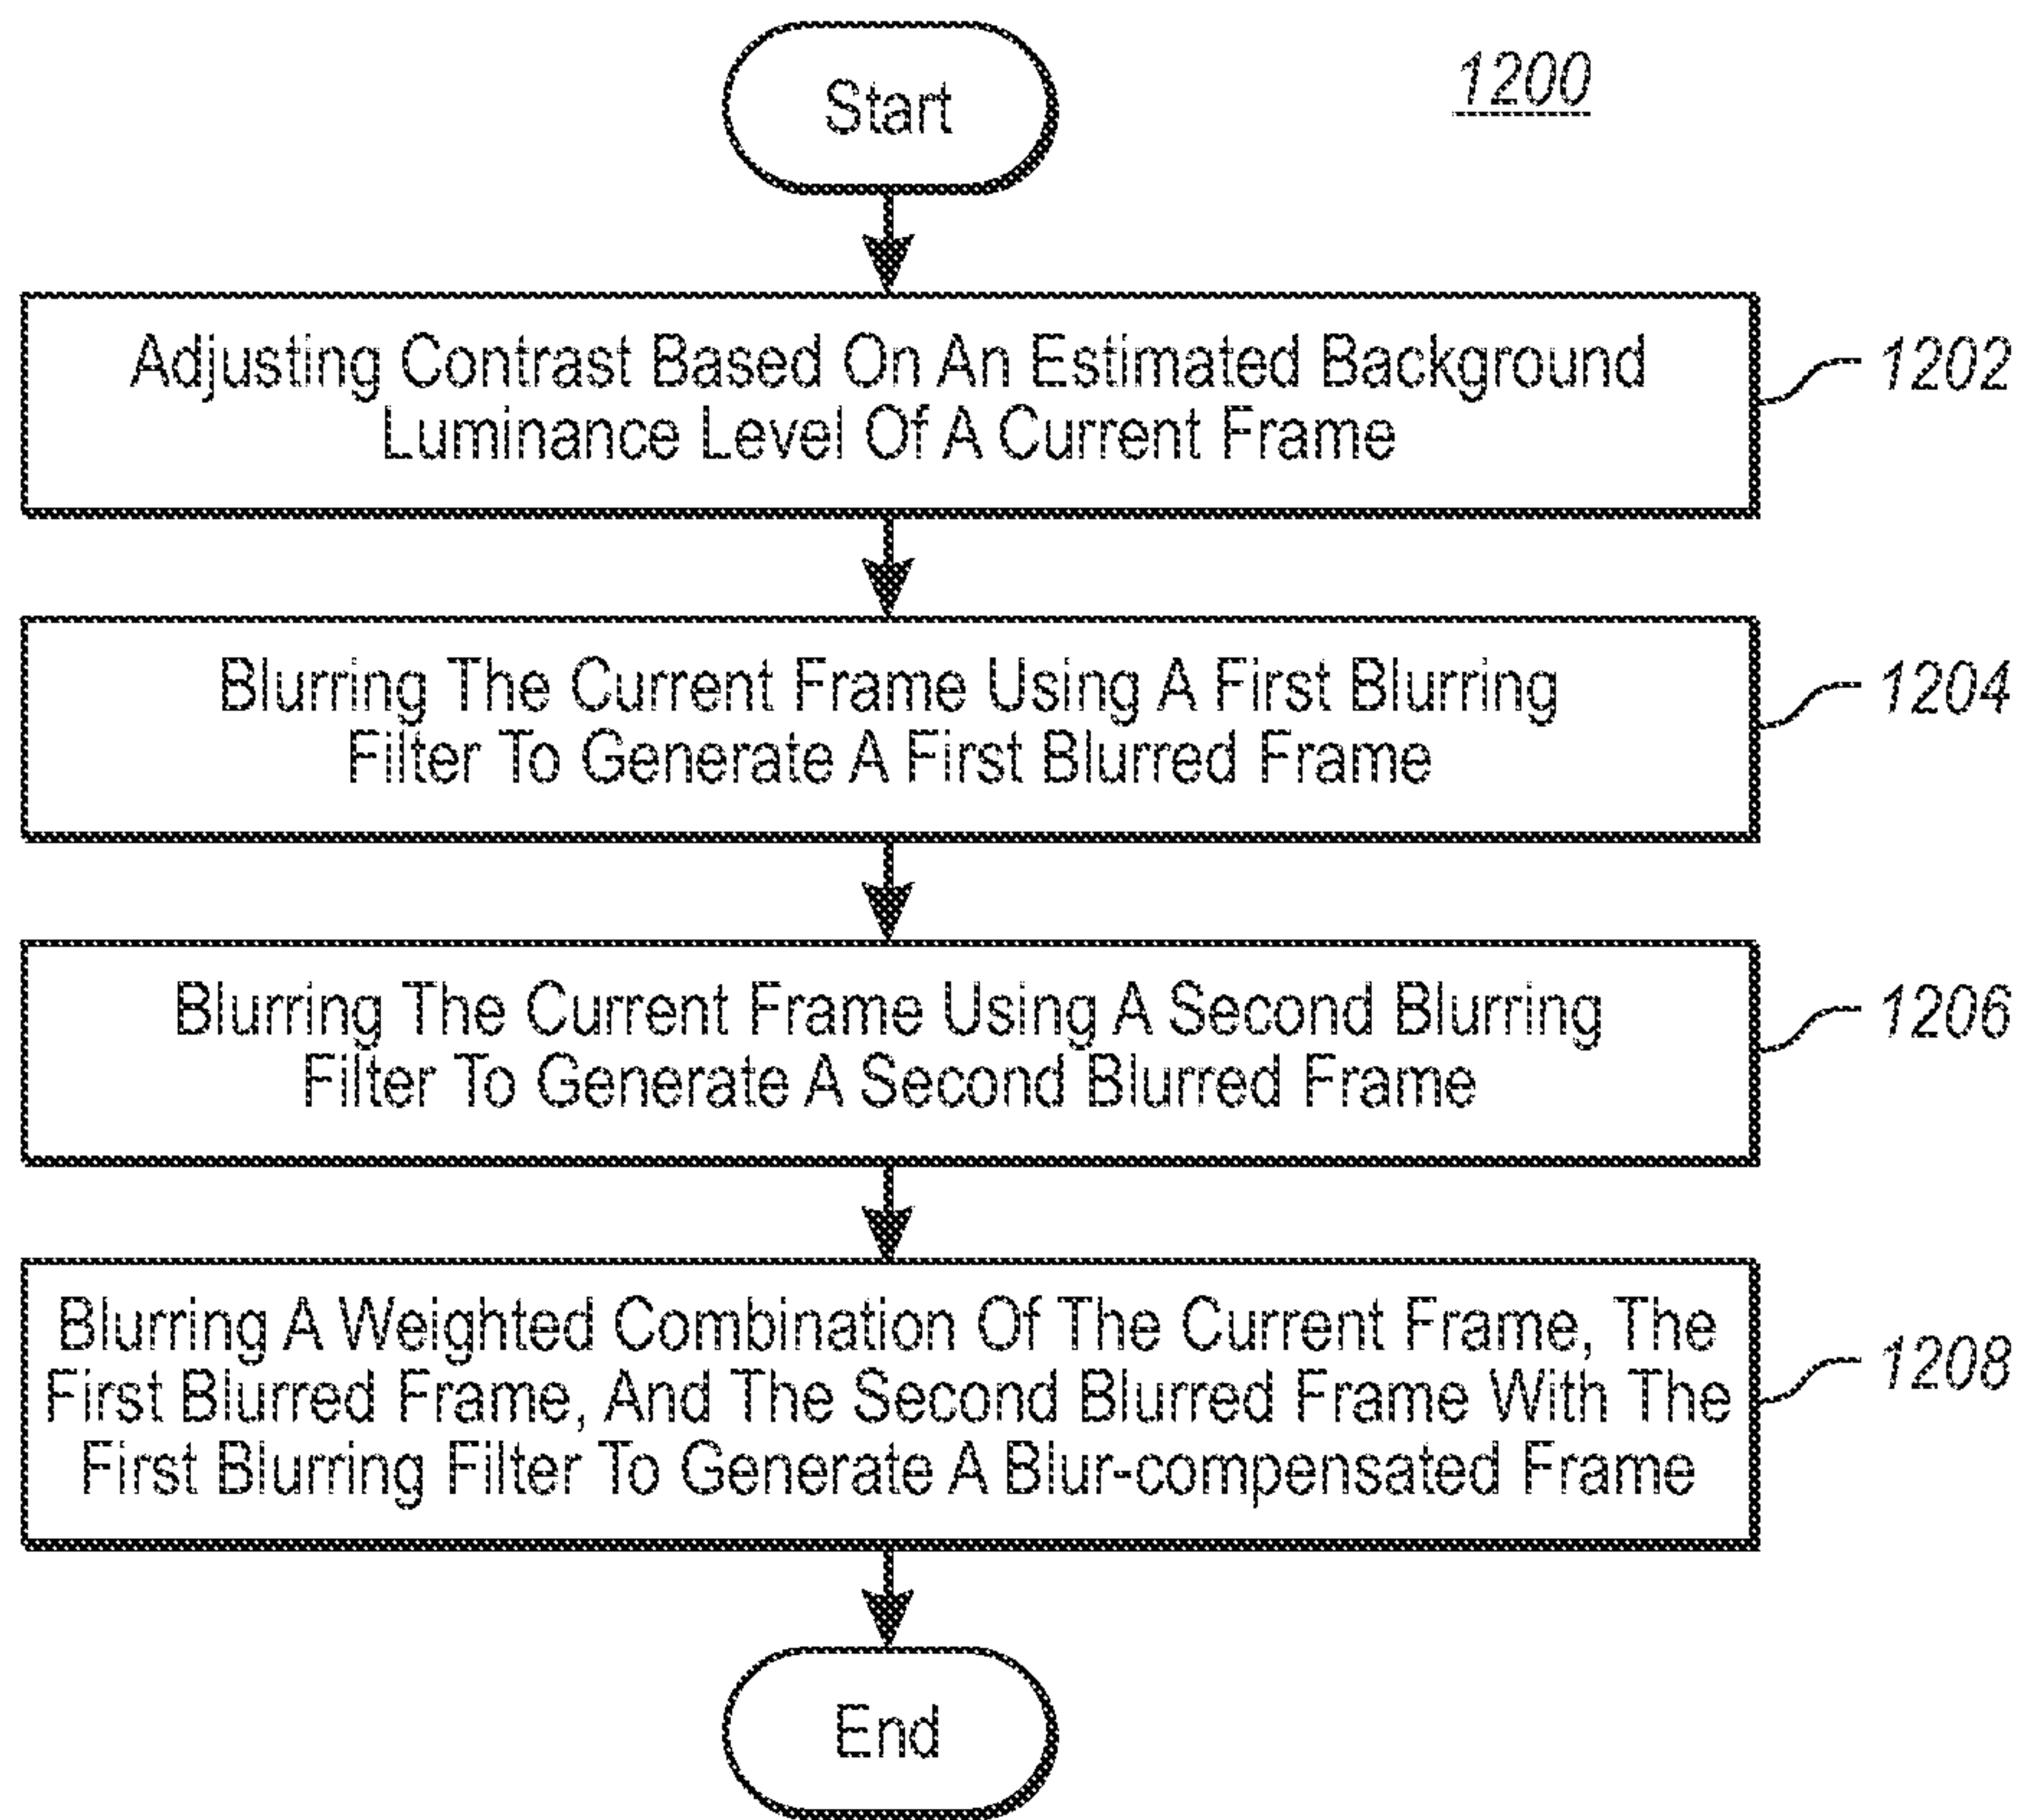 Start
1200
Adjusting Contrast Based On An Estimated Background
Luminance Level Of A Current Frame
1202
Blurring The Current Frame Using A First Blurring
Filter To Generate A First Blurred Frame
1204
Blurring The Current Frame Using A Second Blurring
Filter To Generate A Second Blurred Frame
1206
Blurring A Weighted Combination Of The Current Frame, The
First Blurred Frame, And The Second Blurred Frame With The
First Blurring Filter To Generate A Blur-compensated Frame
1208
End